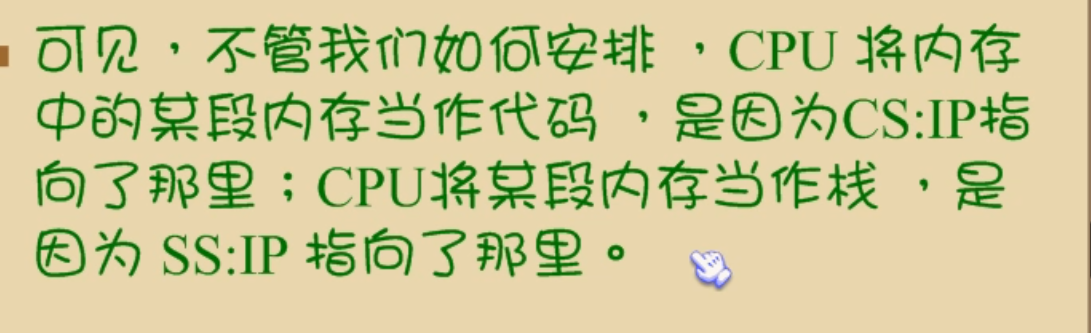 可见，不管我们如何安排，CPU 将内存
中的某段内存当作代码，是因为CS:IP指
向了那里；CPU将某段内存当作栈，是
因为 SS:IP 指向了那里。